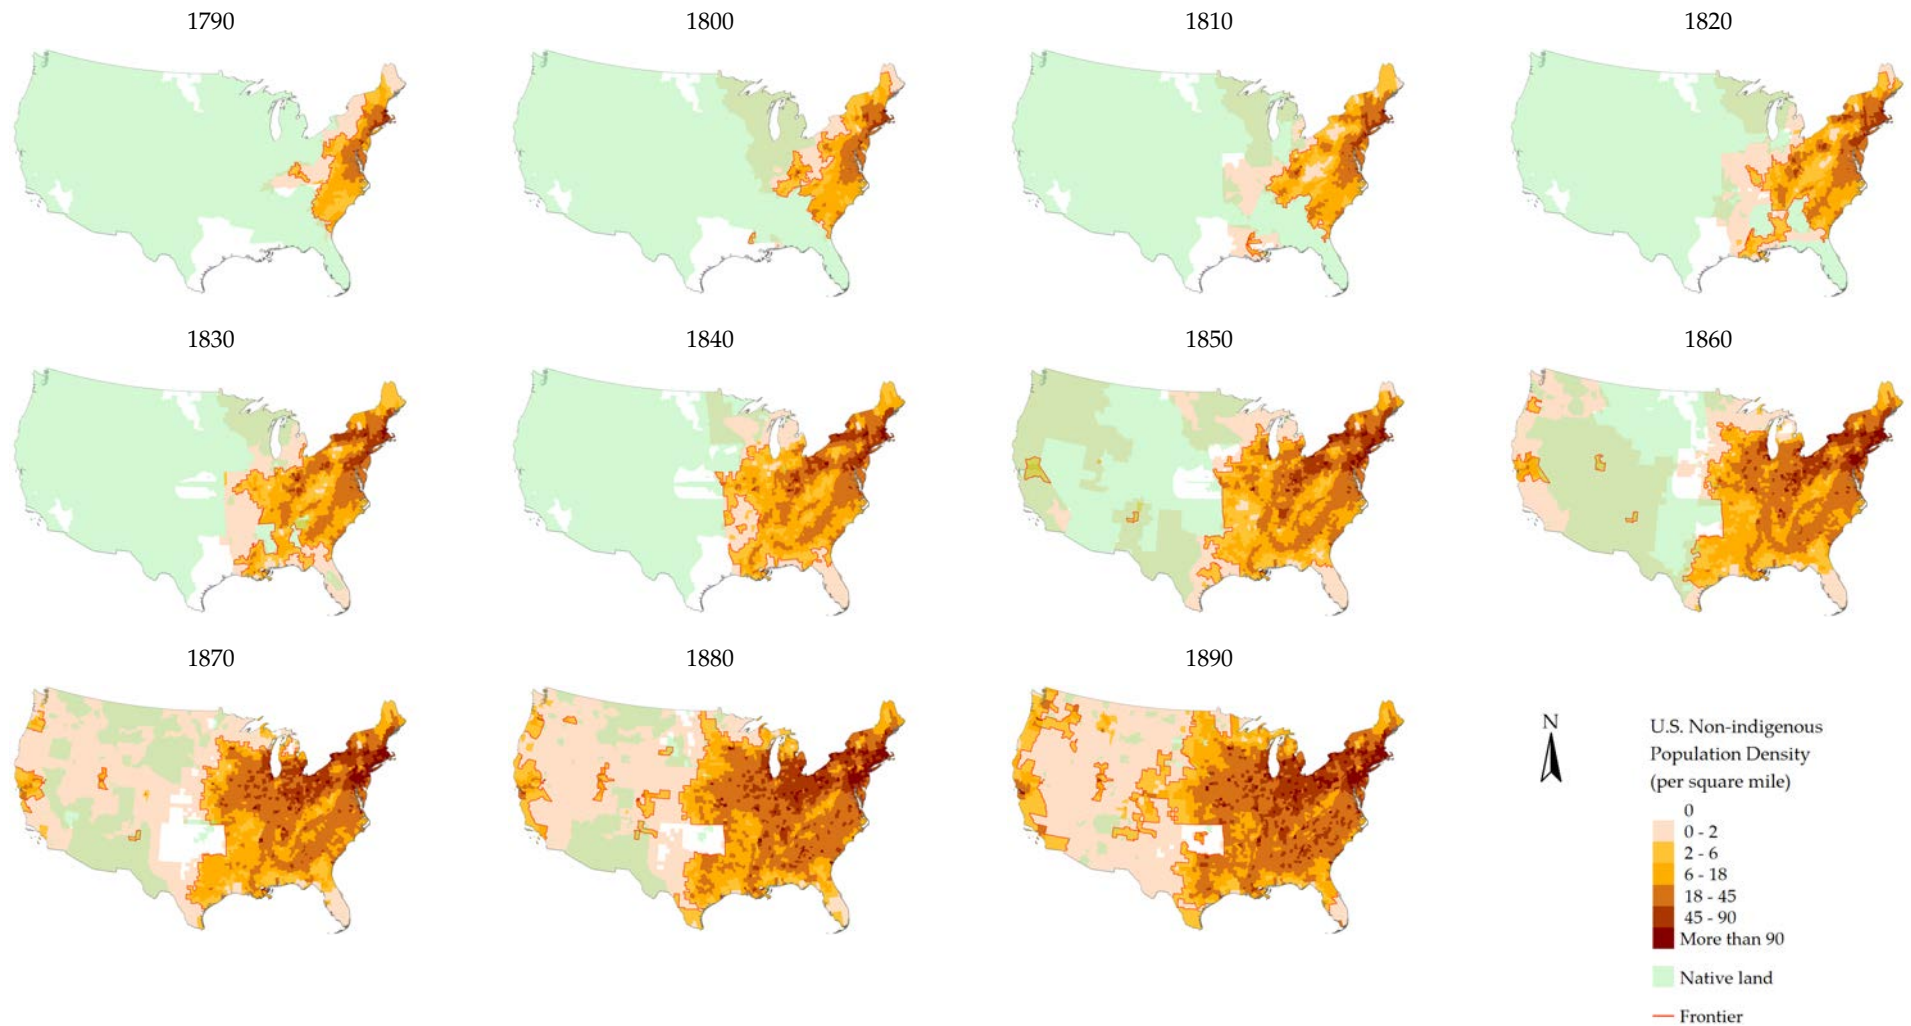 1790
1800
1810
1820
1830
1840
1850
1860
1870
1880
1890
N
U.S. Non-indigenous
Population Density
(per square mile)
0
0 - 2
2 - 6
6 - 18
18 - 45
45 - 90
More than 90
Native land
Frontier